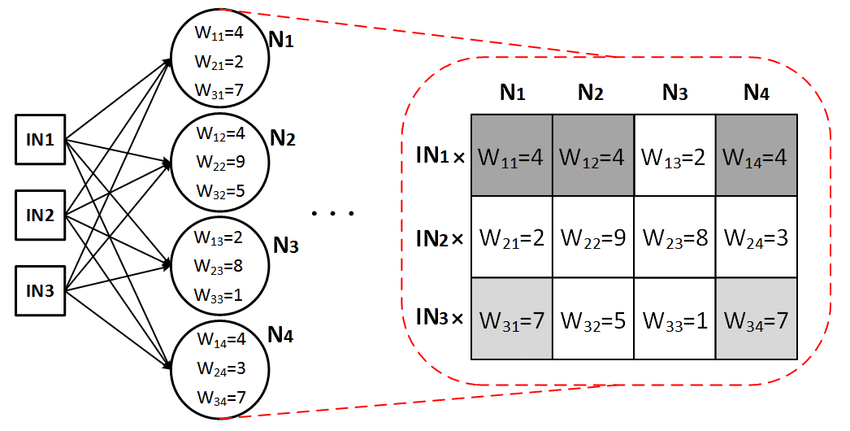 W11=4
W21=2
W31=7
N1
IN1
IN2
IN3
W12=4
W22=9
W32=5
N2
W13=2
W23=8
W33=1
N3
W14=4
W24=3
W34=7
N4
. . .
N1 N2 N3 N4
IN1× W11=4 W12=4 W13=2 W14=4
IN2× W21=2 W22=9 W23=8 W24=3
IN3× W31=7 W32=5 W33=1 W34=7